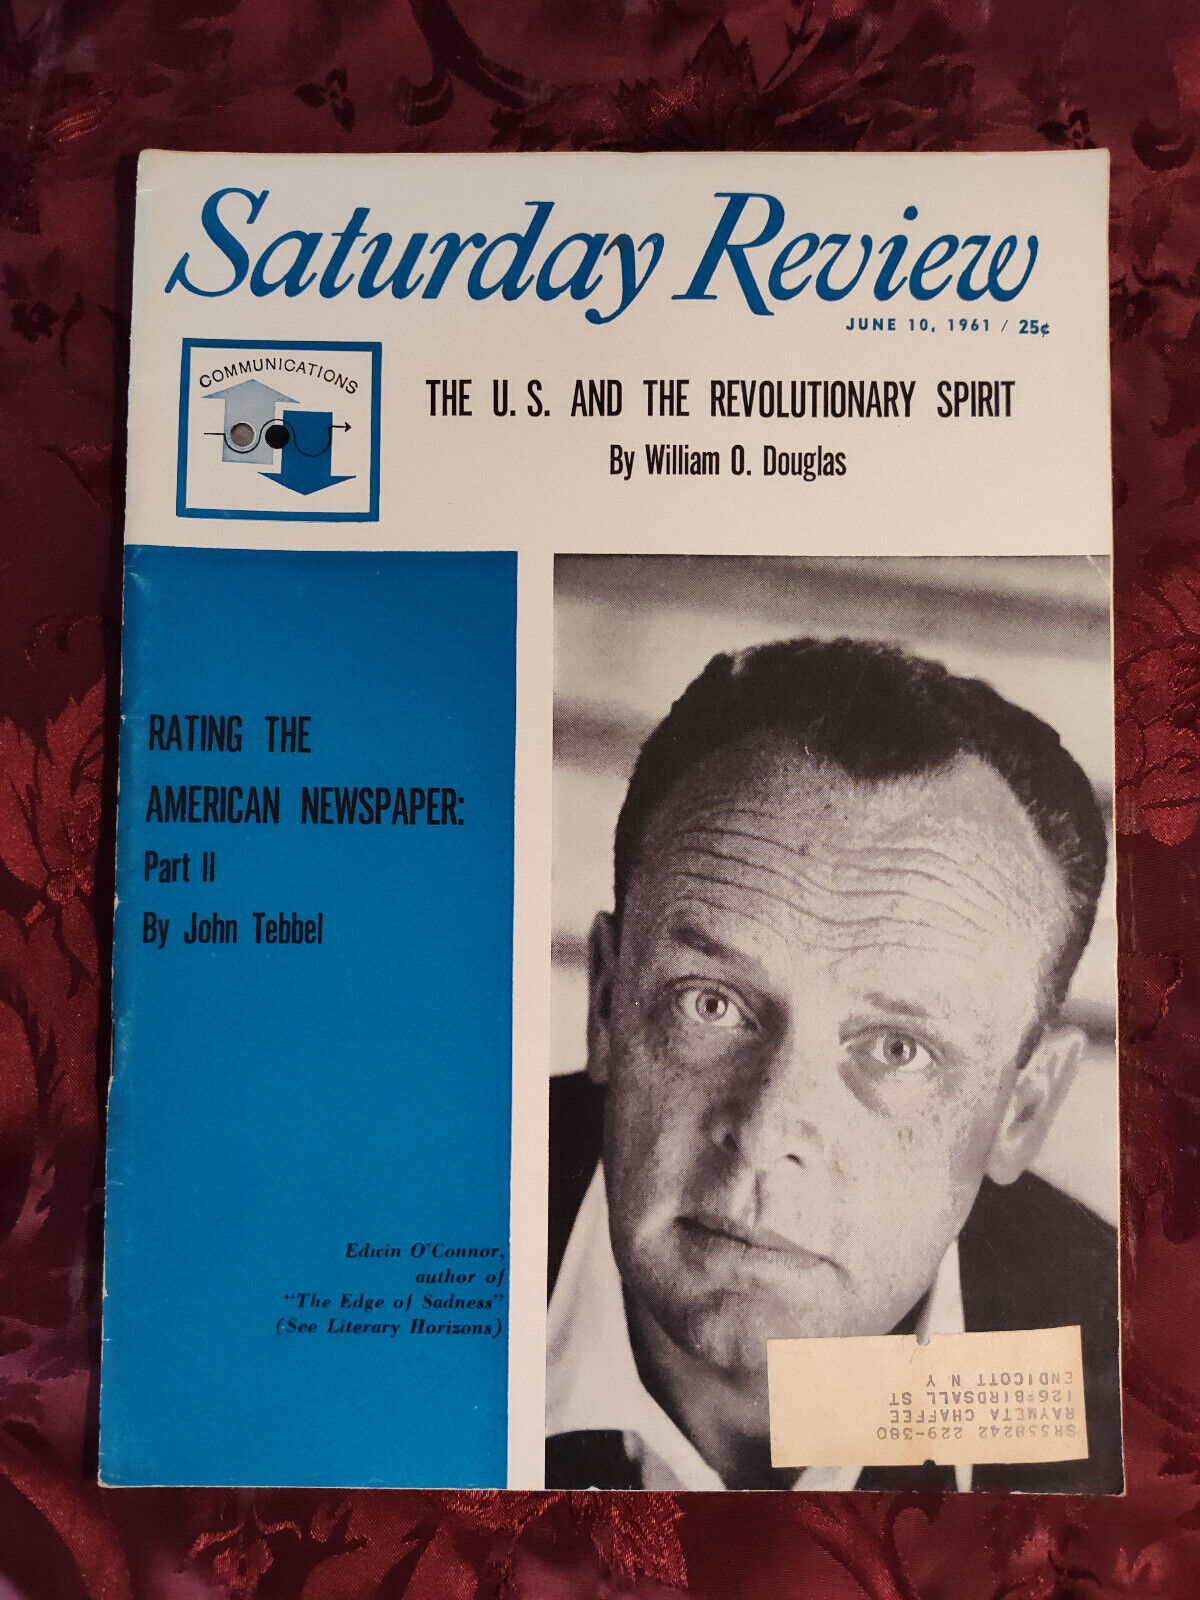 Saturday Review
JUNE 10, 1961 / 25¢
COMMUNICATIONS
THE U. S. AND THE REVOLUTIONARY SPIRIT
By William O. Douglas
RATING THE
AMERICAN NEWSPAPER:
Part II
By John Tebbel
Edwin O'Connor,
author of
"The Edge of Sadness"
(See Literary Horizons)
SR558242 229-380
RAYMETA CHAFFEE
126 BIRDSALL ST
ENDICOTT N Y